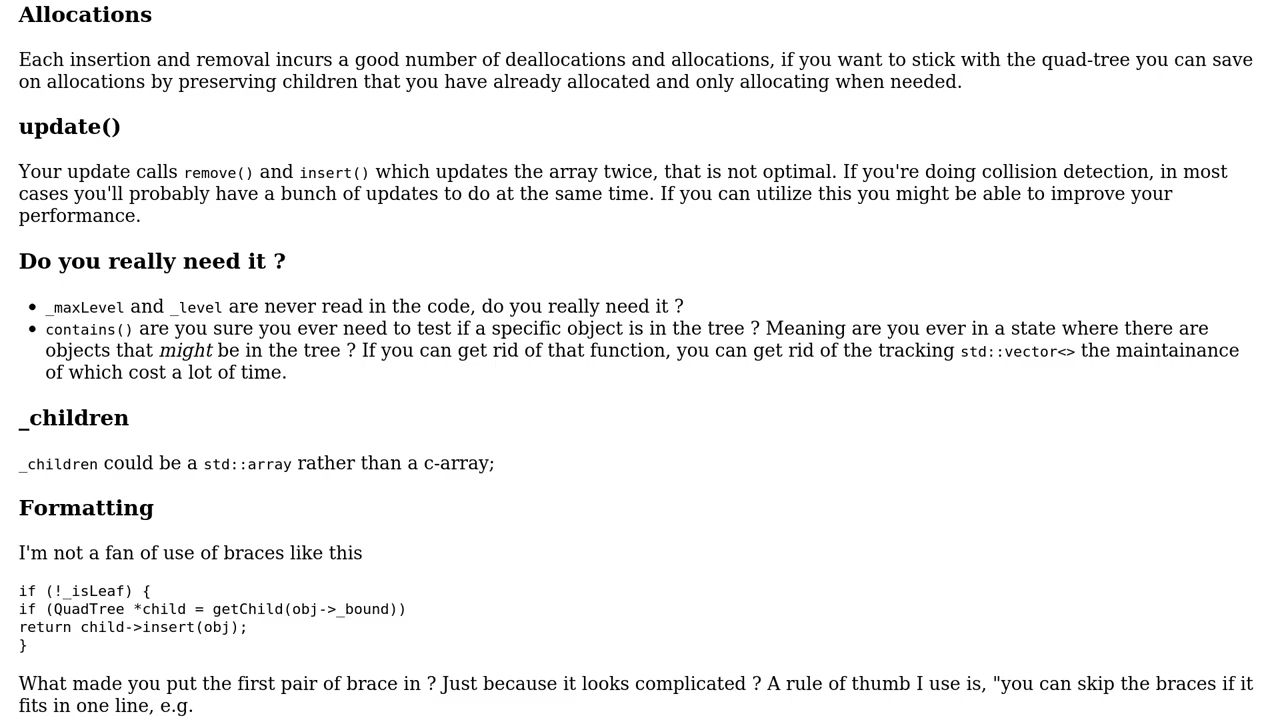 Allocations
Each insertion and removal incurs a good number of deallocations and allocations, if you want to stick with the quad-tree you can save
on allocations by preserving children that you have already allocated and only allocating when needed.
update()
Your update calls remove() and insert() which updates the array twice, that is not optimal. If you're doing collision detection, in most
cases you'll probably have a bunch of updates to do at the same time. If you can utilize this you might be able to improve your
performance.
Do you really need it ?
• _maxLevel and _level are never read in the code, do you really need it ?
• contains() are you sure you ever need to test if a specific object is in the tree ? Meaning are you ever in a state where there are
objects that might be in the tree ? If you can get rid of that function, you can get rid of the tracking std::vector<> the maintainance
of which cost a lot of time.
_children
_children could be a std::array rather than a c-array;
Formatting
I'm not a fan of use of braces like this
if (!_isLeaf) {
if (QuadTree *child = getChild(obj->_bound))
return child->insert(obj);
}
What made you put the first pair of brace in ? Just because it looks complicated ? A rule of thumb I use is, "you can skip the braces if it
fits in one line, e.g.